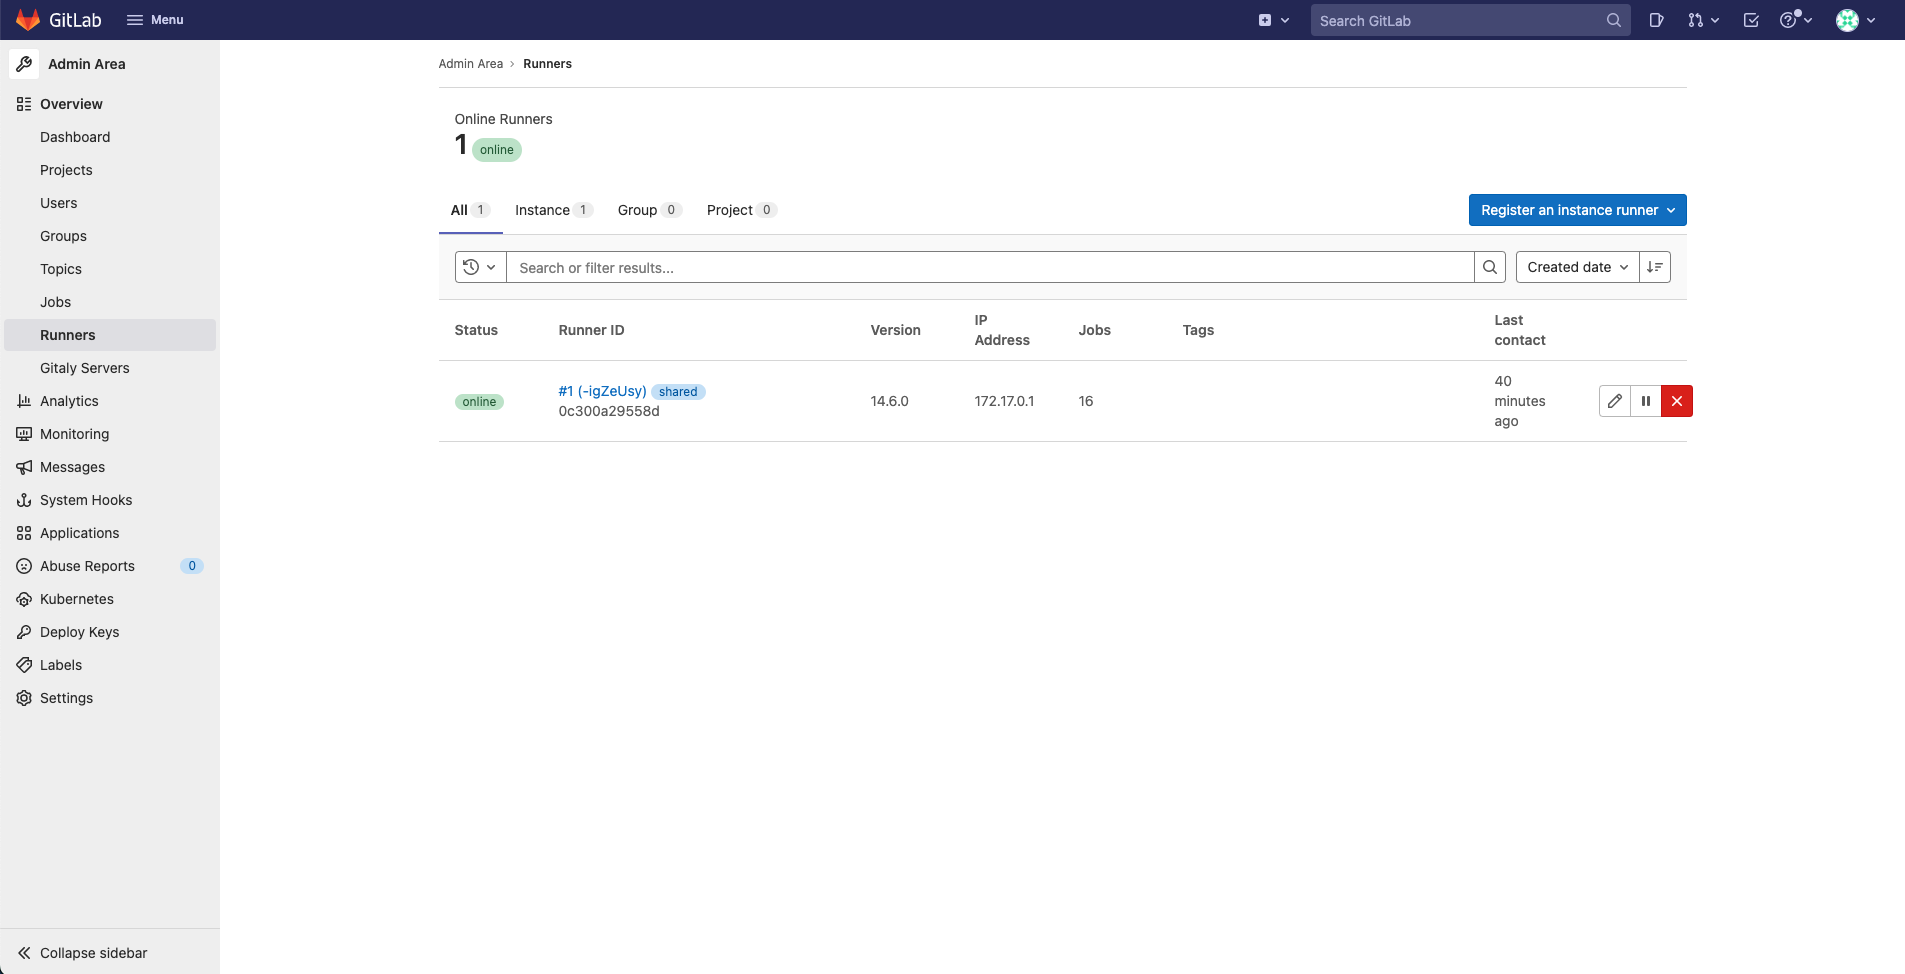 GitLab
Menu
Search GitLab
Admin Area
Overview
Dashboard
Projects
Users
Groups
Topics
Jobs
Runners
Gitaly Servers
Analytics
Monitoring
Messages
System Hooks
Applications
Abuse Reports 0
Kubernetes
Deploy Keys
Labels
Settings
Collapse sidebar
Admin Area › Runners
Online Runners
1 online
All 1 Instance 1 Group 0 Project 0
Register an instance runner
Search or filter results...
Created date
Status Runner ID Version IP Address Jobs Tags Last contact
online #1 (-igZeUsy) shared 14.6.0 172.17.0.1 16 40 minutes ago
0c300a29558d